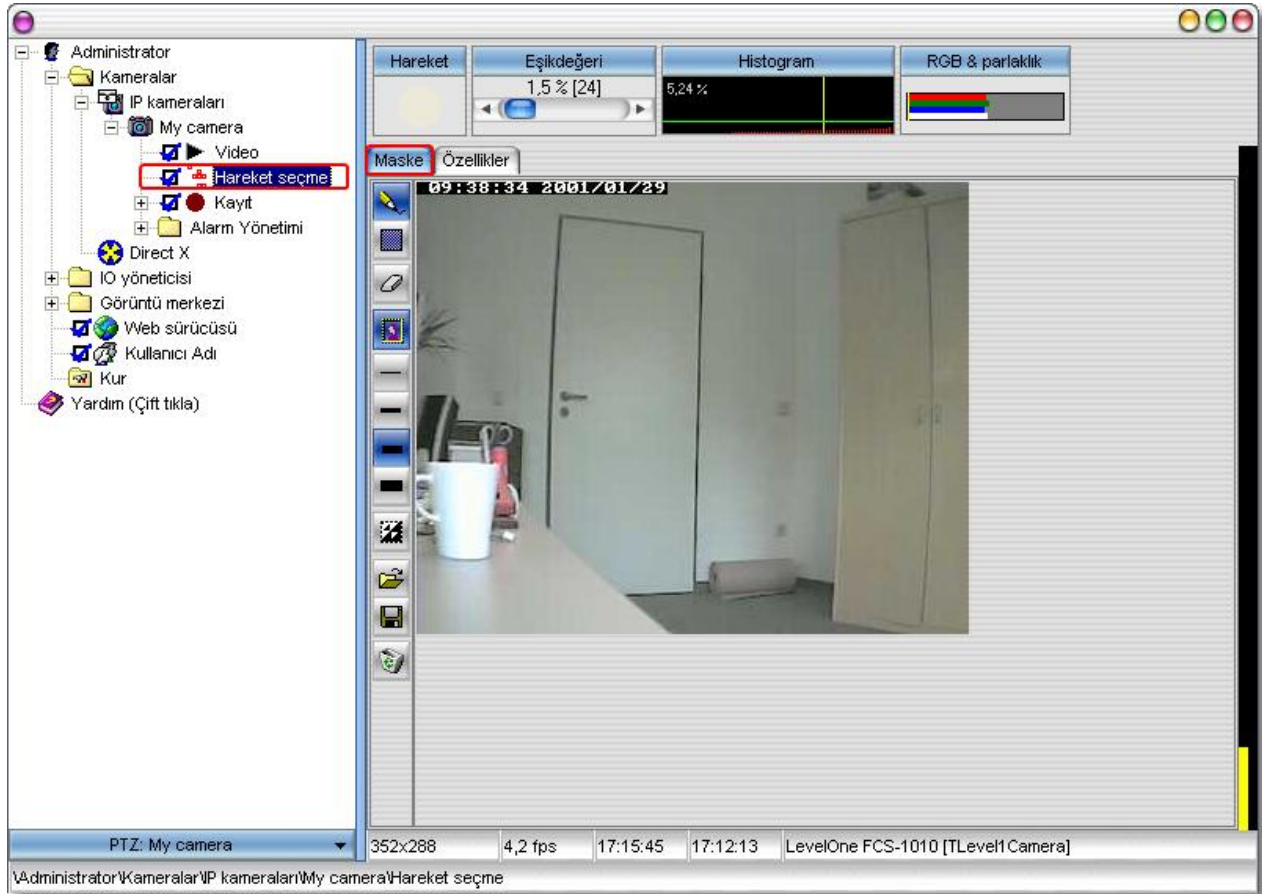 Administrator
Kameralar
IP kameraları
My camera
Video
Hareket seçme
Kayıt
Alarm Yönetimi
Direct X
IO yöneticisi
Görüntü merkezi
Web sürücüsü
Kullanıcı Adı
Kur
Yardım (Çift tıkla)
PTZ: My camera
Hareket
Eşikdeğeri
1,5 % [24]
Histogram
5,24 %
RGB & parlaklık
Maske
Özellikler
09:38:34 2001/01/29
352x288
4,2 fps
17:15:45
17:12:13
LevelOne FCS-1010 [TLevel1Camera]
\Administrator\Kameralar\IP kameraları\My camera\Hareket seçme